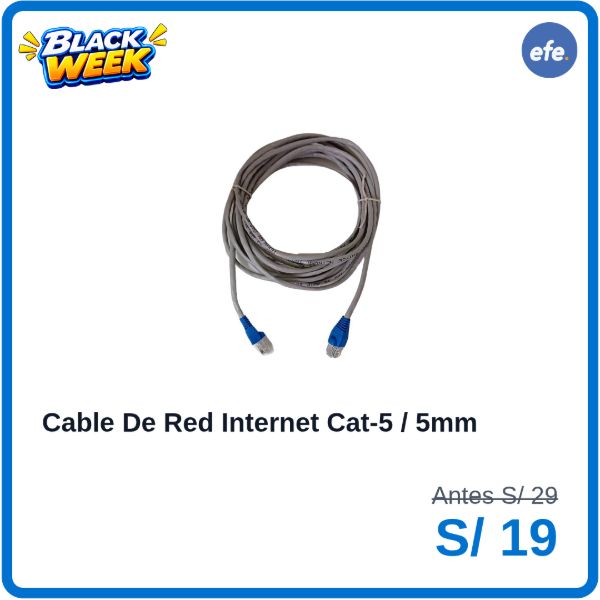 BLACK
WEEK
efe.
Cable De Red Internet Cat-5 / 5mm
Antes S/ 29
S/ 19